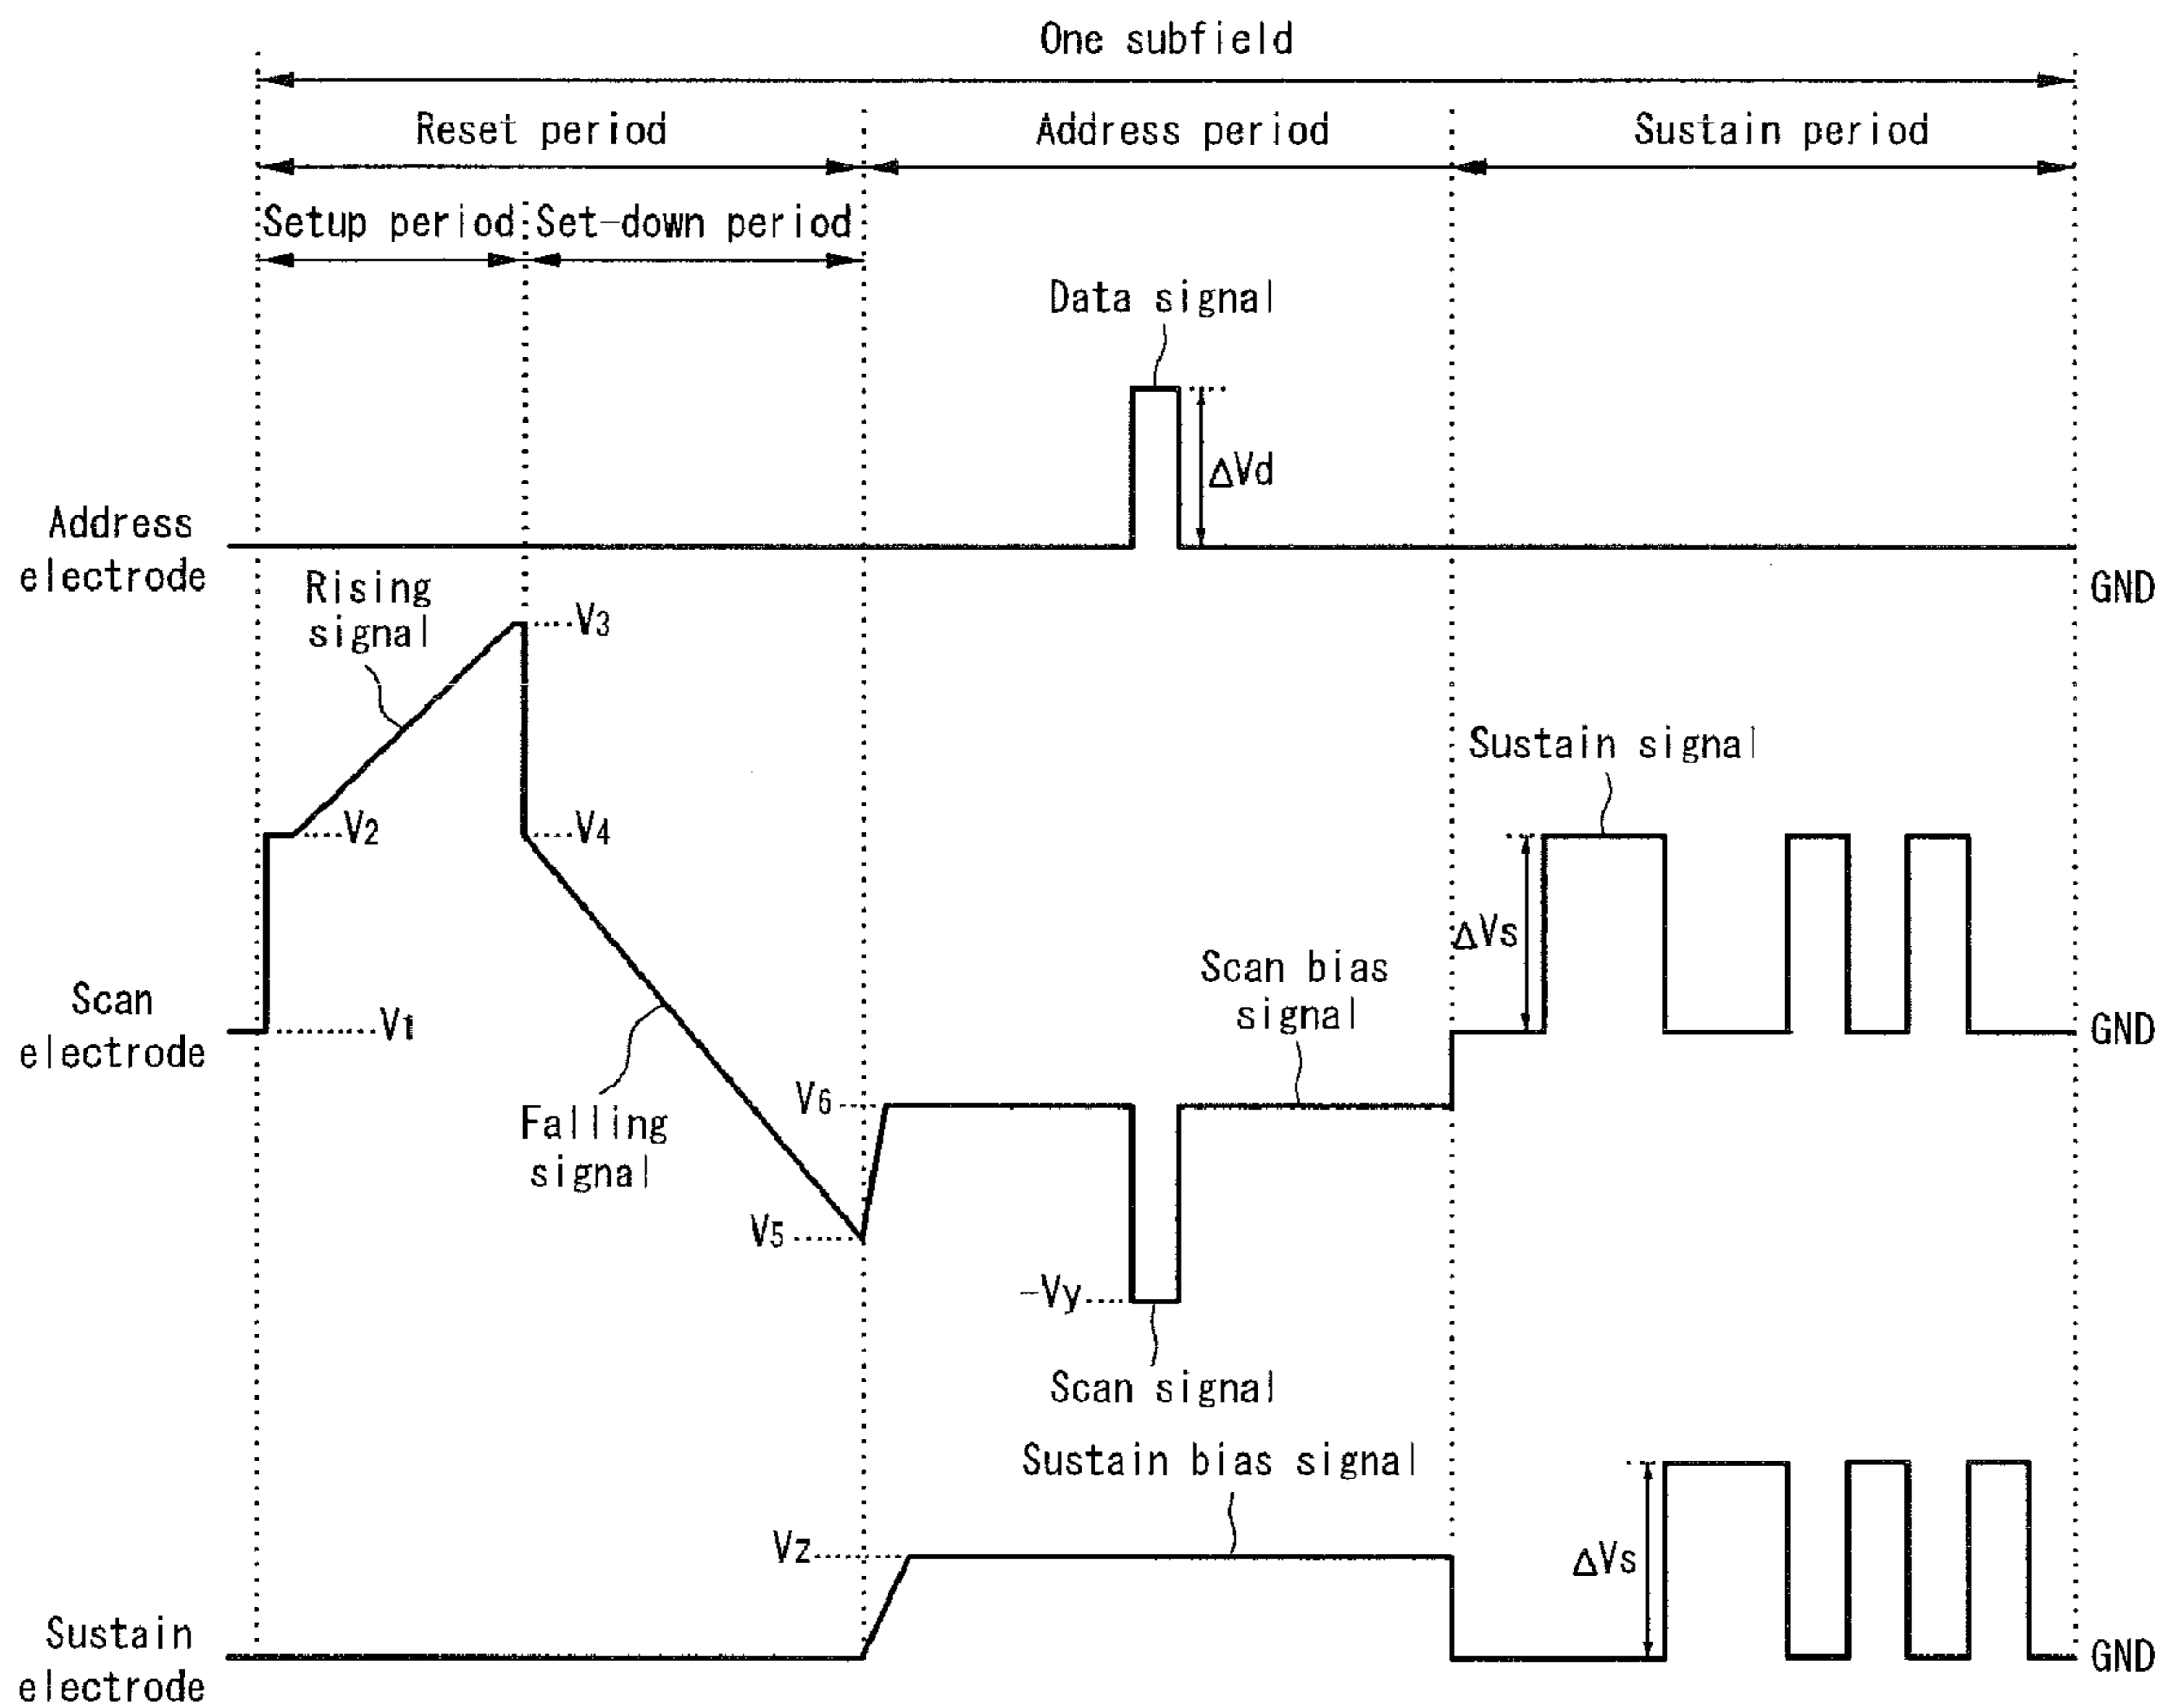 One subfield
Reset period
Address period
Sustain period
Setup period
Set-down period
Data signal
ΔVd
Address
electrode
GND
Rising
signal
V3
V2
V4
Sustain signal
ΔVs
Scan bias
signal
Scan
electrode
V1
GND
V6
Falling
signal
V5
-Vy
Scan signal
Sustain bias signal
Vz
ΔVs
Sustain
electrode
GND